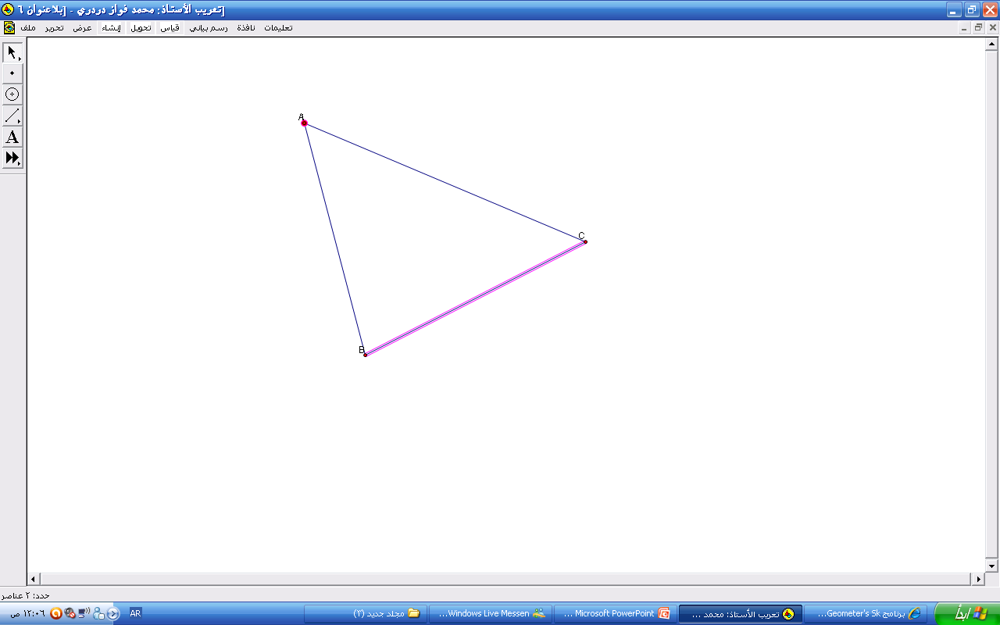 [تعريب الأستاذ: محمد فواز دردري - [بلاعنوان ٦
ملف تحرير عرض إنشاء تحويل قياس رسم بياني نافذة تعليمات
A
A
C
B
حدد: ٢ عناصر
ابدأ برنامج Geometer's Sk... تعريب الأستاذ: محمد ... Microsoft PowerPoint ... Windows Live Messen... مجلد جديد (٢) AR ١٢:٠٦ ص